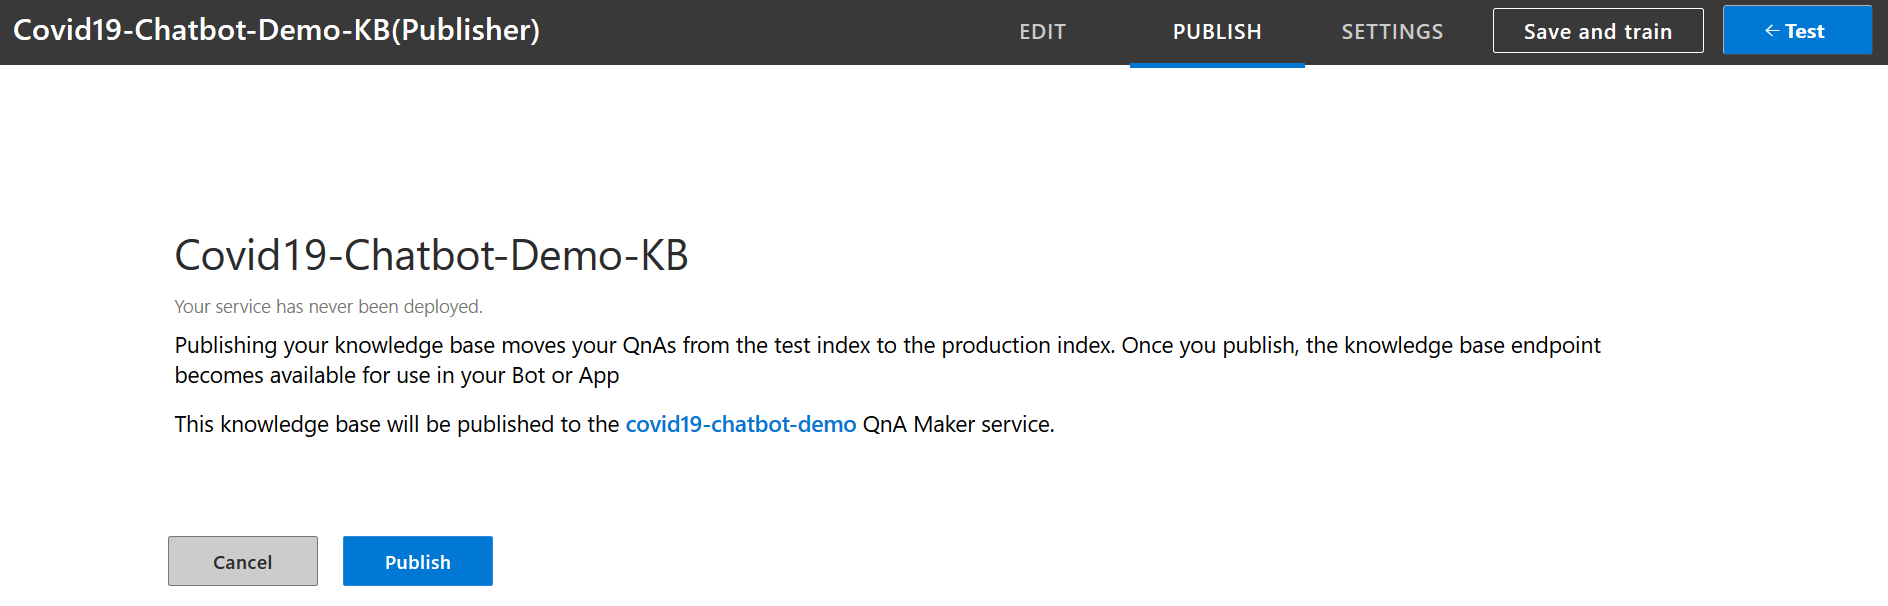 Covid19-Chatbot-Demo-KB(Publisher)
EDIT
PUBLISH
SETTINGS
Save and train
← Test
Covid19-Chatbot-Demo-KB
Your service has never been deployed.
Publishing your knowledge base moves your QnAs from the test index to the production index. Once you publish, the knowledge base endpoint
becomes available for use in your Bot or App
This knowledge base will be published to the covid19-chatbot-demo QnA Maker service.
Cancel
Publish